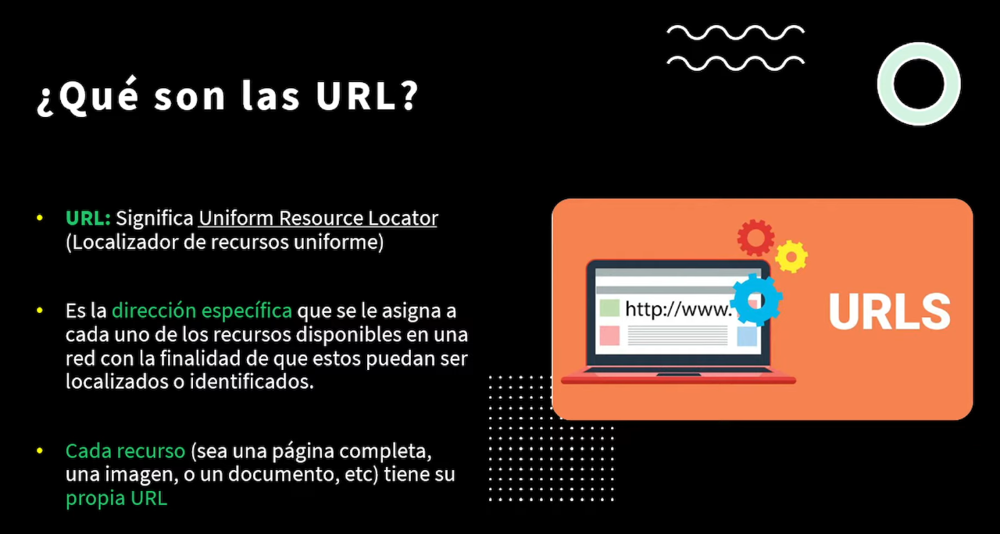 ¿Qué son las URL?
• URL: Significa Uniform Resource Locator
(Localizador de recursos uniforme)
• Es la dirección específica que se le asigna a
cada uno de los recursos disponibles en una
red con la finalidad de que estos puedan ser
localizados o identificados.
• Cada recurso (sea una página completa,
una imagen, o un documento, etc) tiene su
propia URL
http://www.
URLS